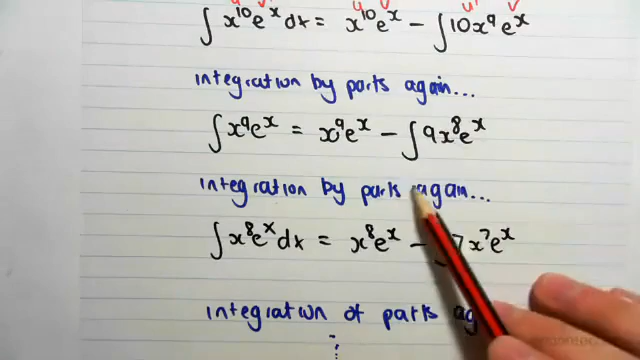 u v' u v u' v
∫ x¹⁰eˣ dx = x¹⁰eˣ - ∫ 10x⁹eˣ
integration by parts again...
∫ x⁹eˣ = x⁹eˣ - ∫ 9x⁸eˣ
integration by parts again...
∫ x⁸eˣ dx = x⁸eˣ - 7x⁷eˣ
integration of parts ag
⋮